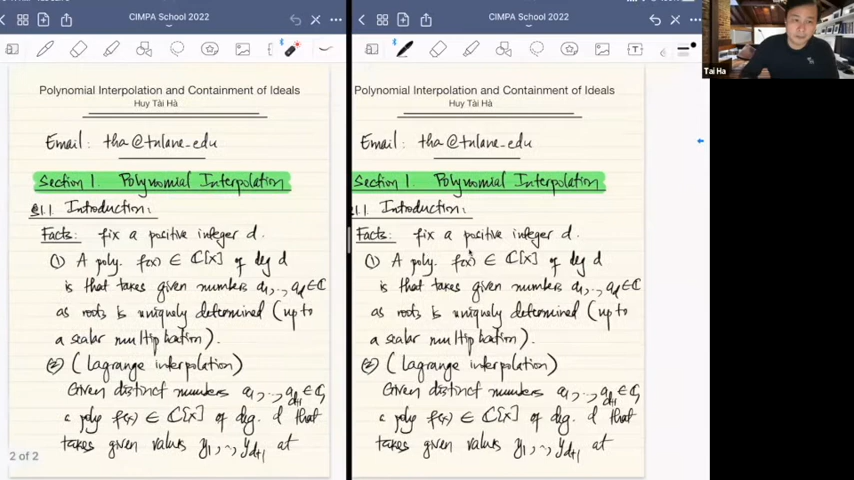 CIMPA School 2022
Polynomial Interpolation and Containment of Ideals
Huy Tài Hà
Email: tha@tulane.edu
Section 1. Polynomial Interpolation
§1.1 Introduction:
Facts: fix a positive integer d.
(1) A poly. f(x) ∈ ℂ[x] of deg d
is that takes given numbers a1,.., ad ∈ ℂ
as roots is uniquely determined (up to
a scalar multiplication).
(2) (Lagrange interpolation)
Given distinct numbers a1,.., ad+1 ∈ ℂ,
a poly f(x) ∈ ℂ[x] of deg. d that
takes given values y1,.., yd+1 at
2 of 2
CIMPA School 2022
Polynomial Interpolation and Containment of Ideals
Huy Tài Hà
Email: tha@tulane.edu
Section 1. Polynomial Interpolation
§1.1 Introduction:
Facts: fix a positive integer d.
(1) A poly. f(x) ∈ ℂ[x] of deg d
is that takes given numbers a1,.., ad ∈ ℂ
as roots is uniquely determined (up to
a scalar multiplication).
(2) (Lagrange interpolation)
Given distinct numbers a1,.., ad+1 ∈ ℂ,
a poly f(x) ∈ ℂ[x] of deg. d that
takes given values y1,.., yd+1 at
Tai Ha